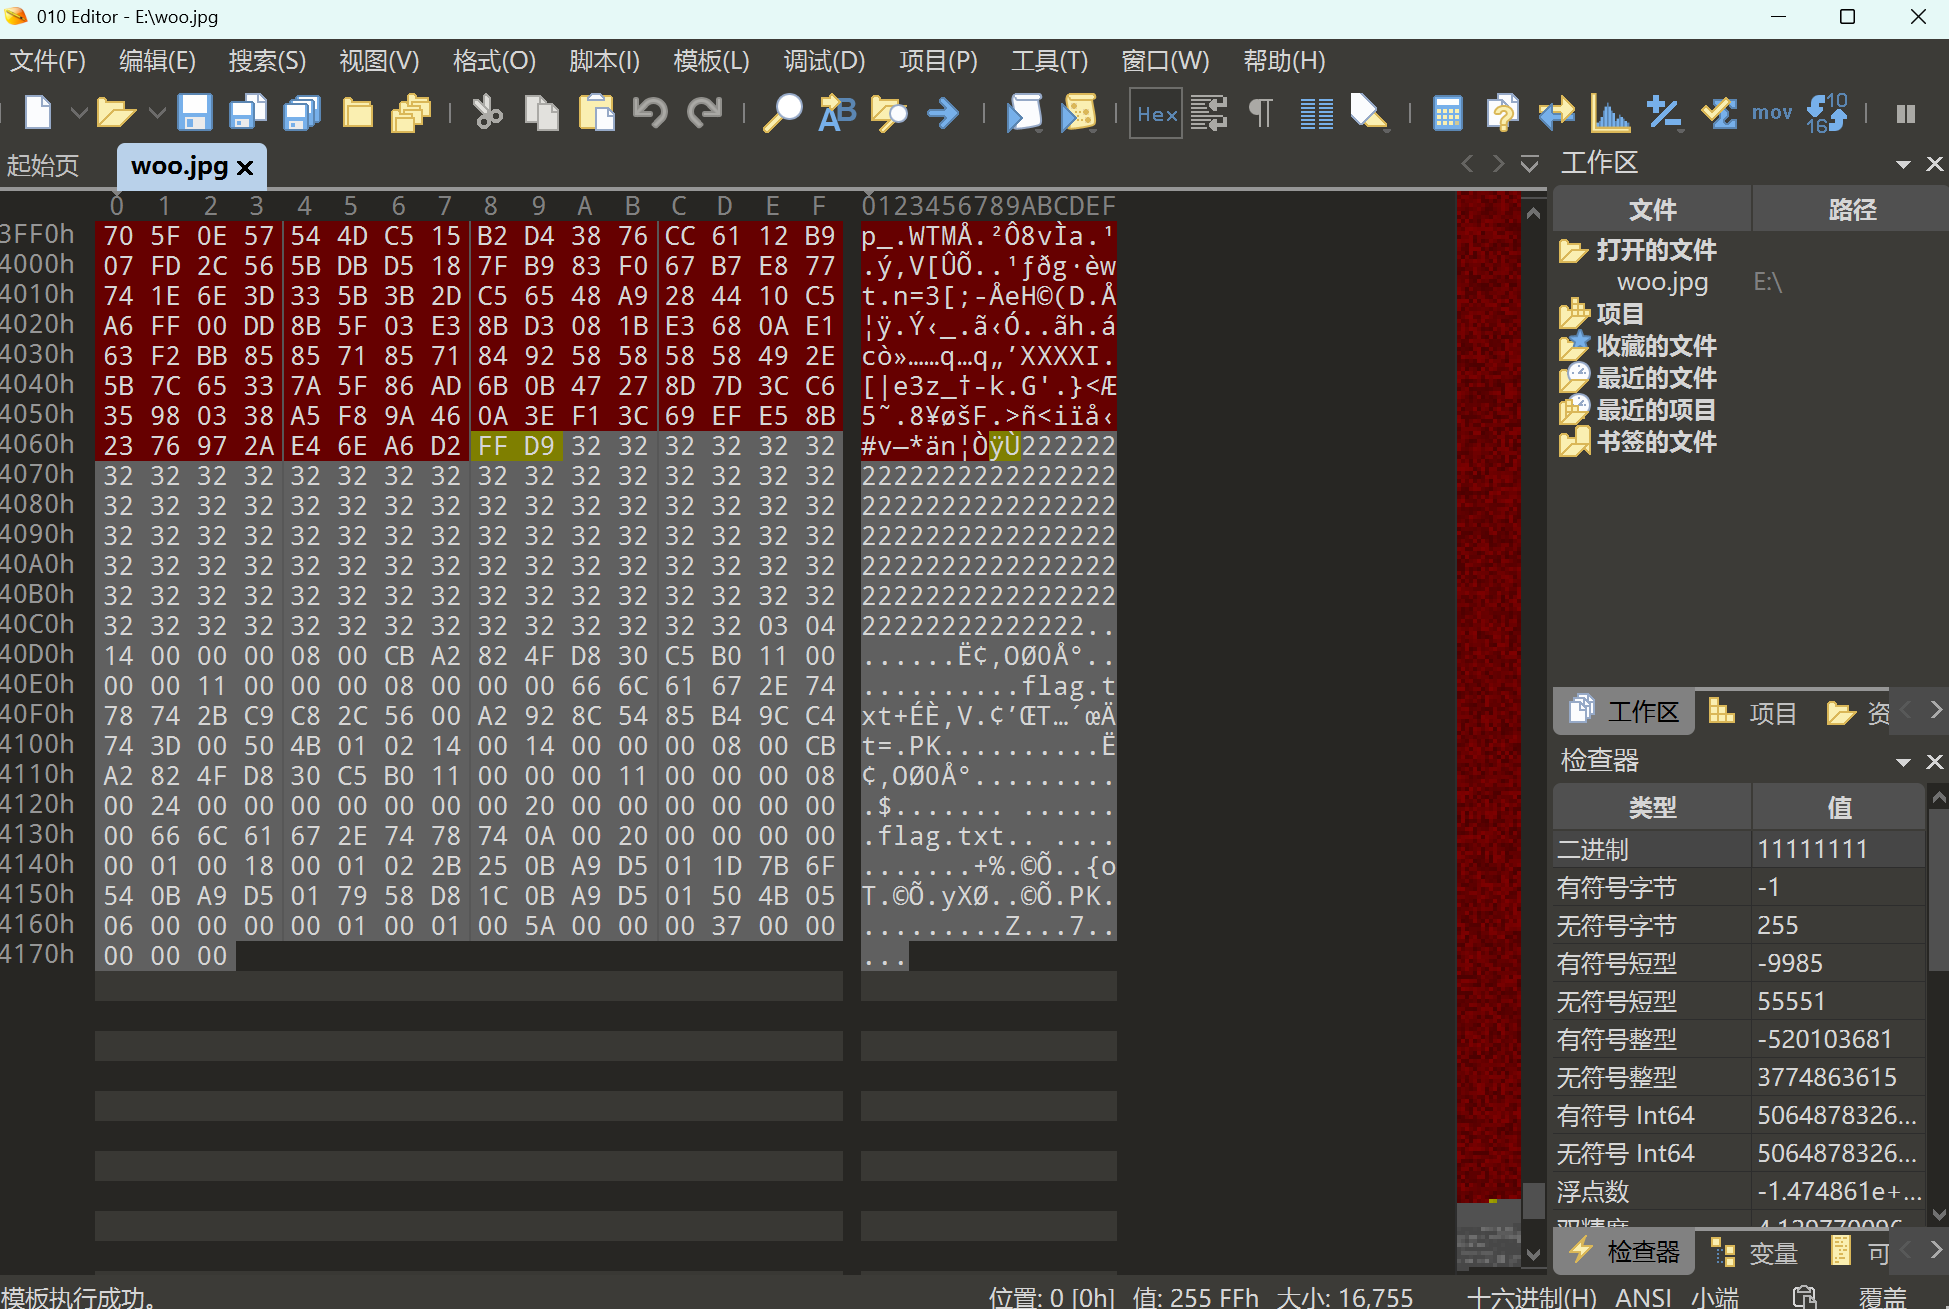 010 Editor - E:\woo.jpg
文件(F) 编辑(E) 搜索(S) 视图(V) 格式(O) 脚本(I) 模板(L) 调试(D) 项目(P) 工具(T) 窗口(W) 帮助(H)
Hex mov 10 16
起始页 woo.jpg
0 1 2 3 4 5 6 7 8 9 A B C D E F 0123456789ABCDEF
3FF0h 70 5F 0E 57 54 4D C5 15 B2 D4 38 76 CC 61 12 B9 p_.WTMÅ.²Ô8vÌa.¹
4000h 07 FD 2C 56 5B DB D5 18 7F B9 83 F0 67 B7 E8 77 .ý,V[ÛÕ..¹ƒðg·èw
4010h 74 1E 6E 3D 33 5B 3B 2D C5 65 48 A9 28 44 10 C5 t.n=3[;-ÅeH©(D.Å
4020h A6 FF 00 DD 8B 5F 03 E3 8B D3 08 1B E3 68 0A E1 ¦ÿ.Ý‹_.ã‹Ó..ãh.á
4030h 63 F2 BB 85 85 71 85 71 84 92 58 58 58 58 49 2E cò»……q…q„’XXXXI.
4040h 5B 7C 65 33 7A 5F 86 AD 6B 0B 47 27 8D 7D 3C C6 [|e3z_†-k.G'.}<Æ
4050h 35 98 03 38 A5 F8 9A 46 0A 3E F1 3C 69 EF E5 8B 5˜.8¥øšF.>ñ<iïå‹
4060h 23 76 97 2A E4 6E A6 D2 FF D9 32 32 32 32 32 32 #v—*än¦ÒÿÙ222222
4070h 32 32 32 32 32 32 32 32 32 32 32 32 32 32 32 32 2222222222222222
4080h 32 32 32 32 32 32 32 32 32 32 32 32 32 32 32 32 2222222222222222
4090h 32 32 32 32 32 32 32 32 32 32 32 32 32 32 32 32 2222222222222222
40A0h 32 32 32 32 32 32 32 32 32 32 32 32 32 32 32 32 2222222222222222
40B0h 32 32 32 32 32 32 32 32 32 32 32 32 32 32 32 32 2222222222222222
40C0h 32 32 32 32 32 32 32 32 32 32 32 32 32 32 03 04 22222222222222..
40D0h 14 00 00 00 08 00 CB A2 82 4F D8 30 C5 B0 11 00 ......Ë¢‚OØ0Å°..
40E0h 00 00 11 00 00 00 08 00 00 00 66 6C 61 67 2E 74 ..........flag.t
40F0h 78 74 2B C9 C8 2C 56 00 A2 92 8C 54 85 B4 9C C4 xt+ÉÈ,V.¢’ŒT…´œÄ
4100h 74 3D 00 50 4B 01 02 14 00 14 00 00 00 08 00 CB t=.PK..........Ë
4110h A2 82 4F D8 30 C5 B0 11 00 00 00 11 00 00 00 08 ¢‚OØ0Å°.........
4120h 00 24 00 00 00 00 00 00 00 20 00 00 00 00 00 00 .$....... ......
4130h 00 66 6C 61 67 2E 74 78 74 0A 00 20 00 00 00 00 .flag.txt.. ....
4140h 00 01 00 18 00 01 02 2B 25 0B A9 D5 01 1D 7B 6F .......+%.©Õ..{o
4150h 54 0B A9 D5 01 79 58 D8 1C 0B A9 D5 01 50 4B 05 T.©Õ.yXØ..©Õ.PK.
4160h 06 00 00 00 00 01 00 01 00 5A 00 00 00 37 00 00 .........Z...7..
4170h 00 00 00 ...
工作区
文件 路径
打开的文件
woo.jpg E:\
项目
收藏的文件
最近的文件
最近的项目
书签的文件
工作区 项目 资
检查器
类型 值
二进制 11111111
有符号字节 -1
无符号字节 255
有符号短型 -9985
无符号短型 55551
有符号整型 -520103681
无符号整型 3774863615
有符号 Int64 5064878326...
无符号 Int64 5064878326...
浮点数 -1.474861e+...
检查器 变量 可
模板执行成功。 位置: 0 [0h] 值: 255 FFh 大小: 16,755 十六进制(H) ANSI 小端 覆盖